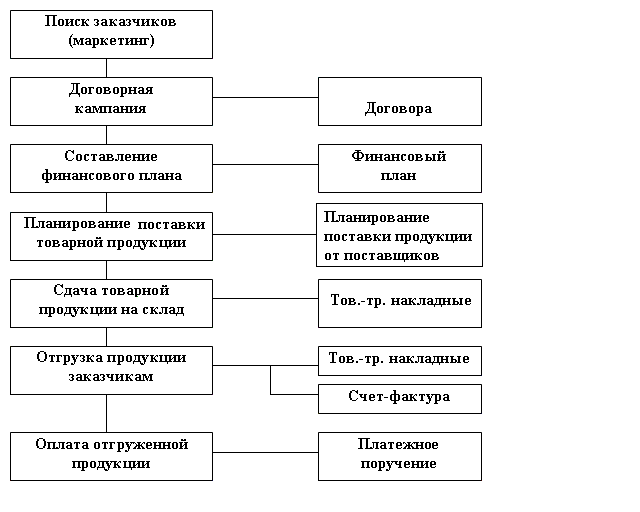 Поиск заказчиков
(маркетинг)
Договорная
кампания
Договора
Составление
финансового плана
Финансовый
план
Планирование поставки
товарной продукции
Планирование
поставки продукции
от поставщиков
Сдача товарной
продукции на склад
Тов.-тр. накладные
Отгрузка продукции
заказчикам
Тов.-тр. накладные
Счет-фактура
Оплата отгруженной
продукции
Платежное
поручение